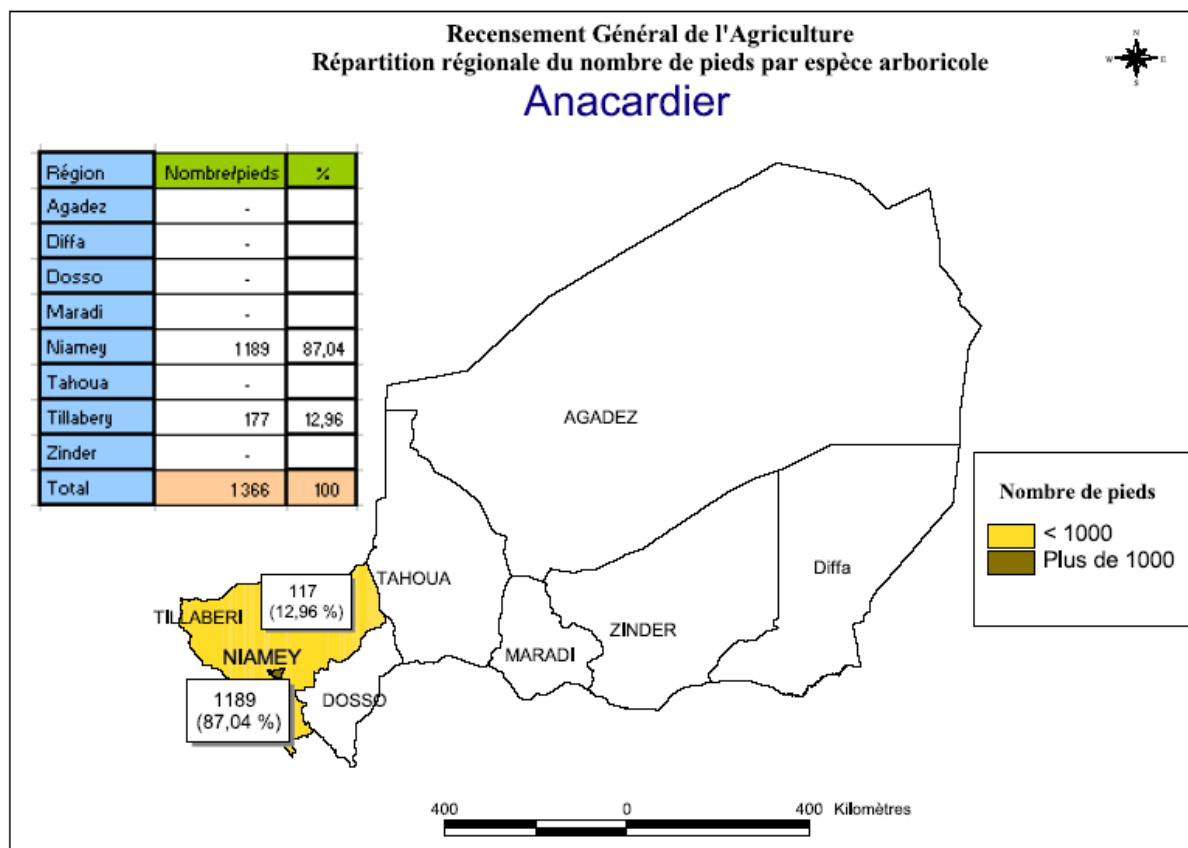 Recensement Général de l'Agriculture
Répartition régionale du nombre de pieds par espèce arboricole
Anacardier
N
W E
S
Région Nombre/pieds %
Agadez -
Diffa -
Dosso -
Maradi -
Niamey 1189 87,04
Tahoua -
Tillabery 177 12,96
Zinder -
Total 1366 100
AGADEZ
Nombre de pieds
< 1000
Plus de 1000
Diffa
TAHOUA
117
(12,96 %)
TILLABERI
ZINDER
NIAMEY
MARADI
DOSSO
1189
(87,04 %)
400 0 400 Kilomètres